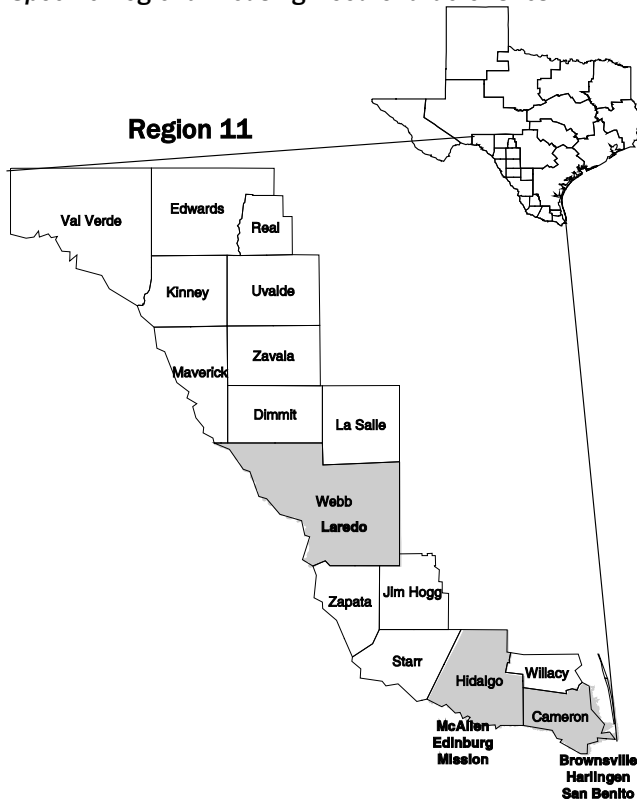 Region 11
Val Verde
Edwards
Real
Kinney
Uvalde
Maverick
Zavala
Dimmit
La Salle
Webb
Laredo
Zapata
Jim Hogg
Starr
Hidalgo
Willacy
Cameron
McAllen
Edinburg
Mission
Brownsville
Harlingen
San Benito